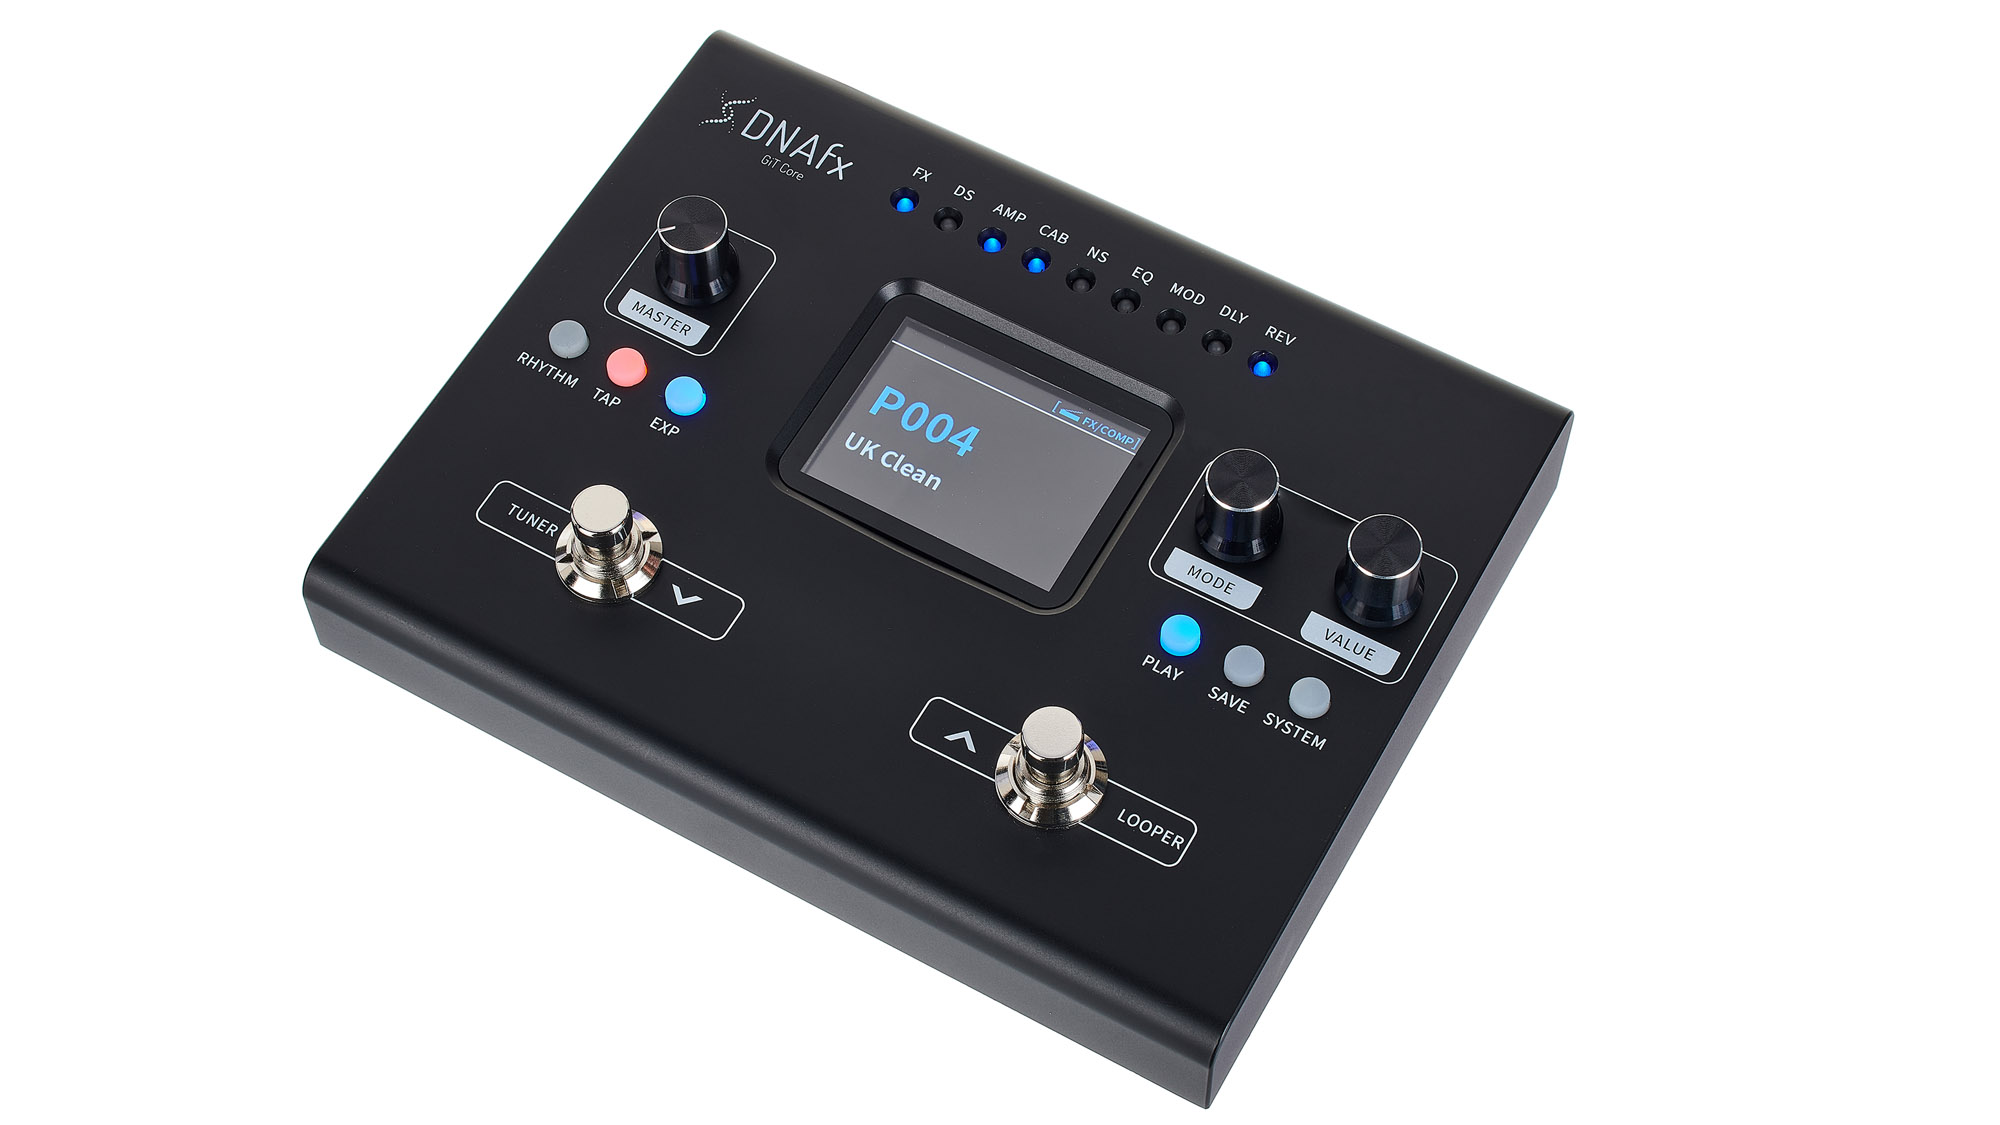 DNAfx
GiT Core
FX
DS
AMP
CAB
NS
EQ
MOD
DLY
REV
MASTER
RHYTHM
TAP
EXP
[FX/COMP]
P004
UK Clean
TUNER
MODE
VALUE
PLAY
SAVE
SYSTEM
LOOPER